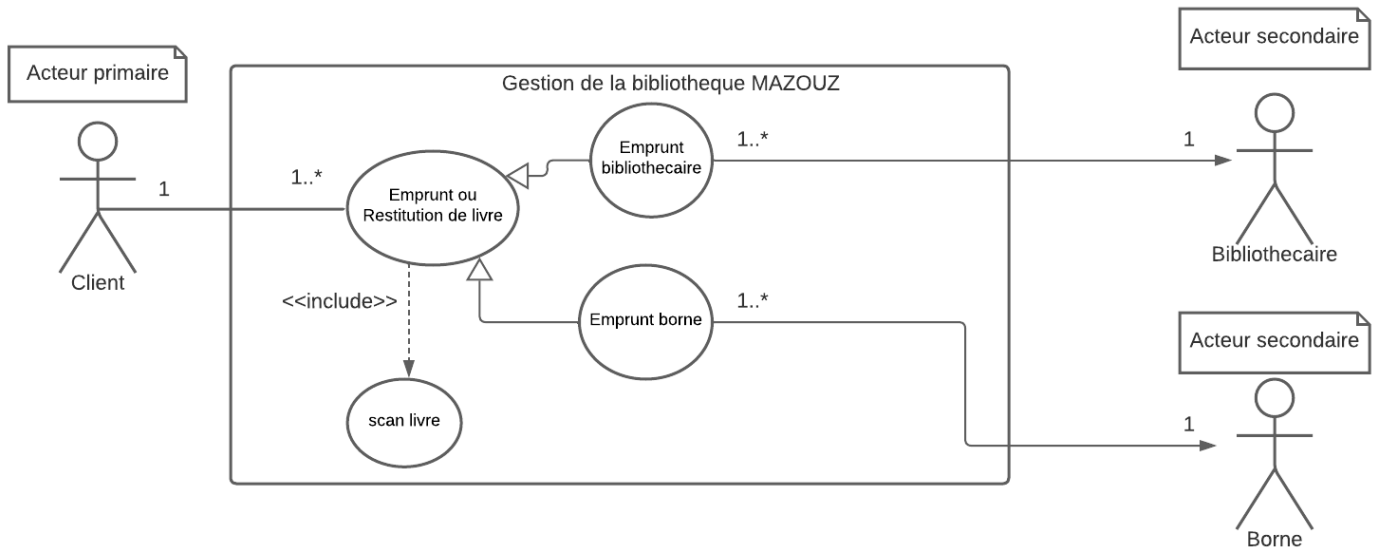 Acteur secondaire
Acteur primaire
Gestion de la bibliotheque MAZOUZ
Emprunt
bibliothecaire
1..*
1
1
1..*
Emprunt ou
Restitution de livre
Bibliothecaire
Client
<<include>>
Emprunt borne
1..*
Acteur secondaire
scan livre
1
Borne